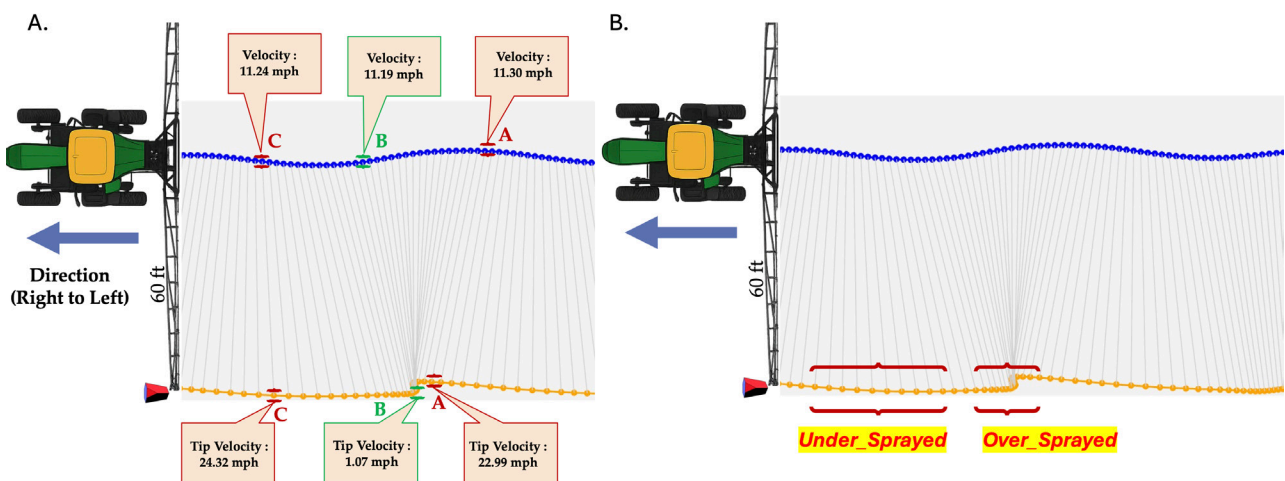 A.
Velocity :
11.24 mph
Velocity :
11.19 mph
Velocity :
11.30 mph
C
B
A
Direction
(Right to Left)
60 ft
C
B
A
Tip Velocity :
24.32 mph
Tip Velocity :
1.07 mph
Tip Velocity :
22.99 mph
B.
60 ft
Under_Sprayed
Over_Sprayed